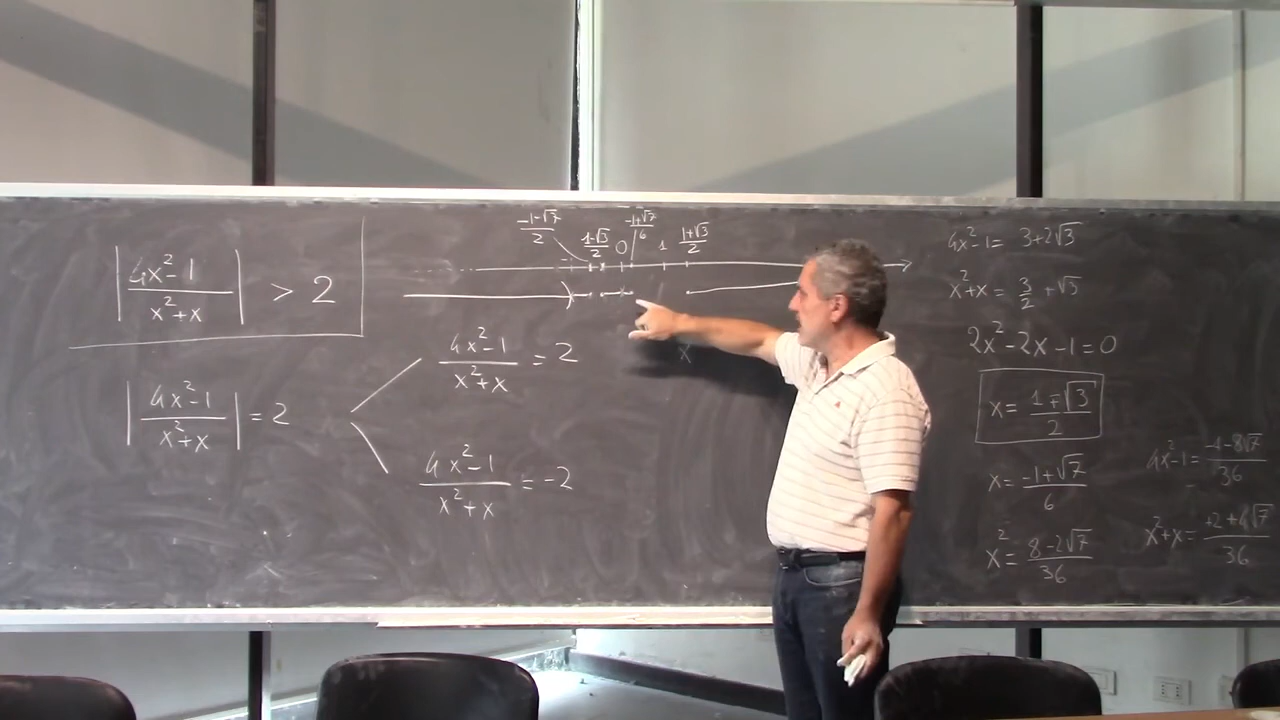 |4x²-1 / x²+x| > 2
|4x²-1 / x²+x| = 2
4x²-1 / x²+x = 2
4x²-1 / x²+x = -2
-1-√7 / 2
1-√3 / 2
0
-1+√7 / 6
1
1+√3 / 2
x
4x²-1= 3+2√3
x²+x= 3/2 +√3
2x²-2x-1=0
x= 1+√3 / 2
x= -1+√7 / 6
x²= 8-2√7 / 36
4x²-1= -4-8√7 / 36
x²+x= +2+4√7 / 36